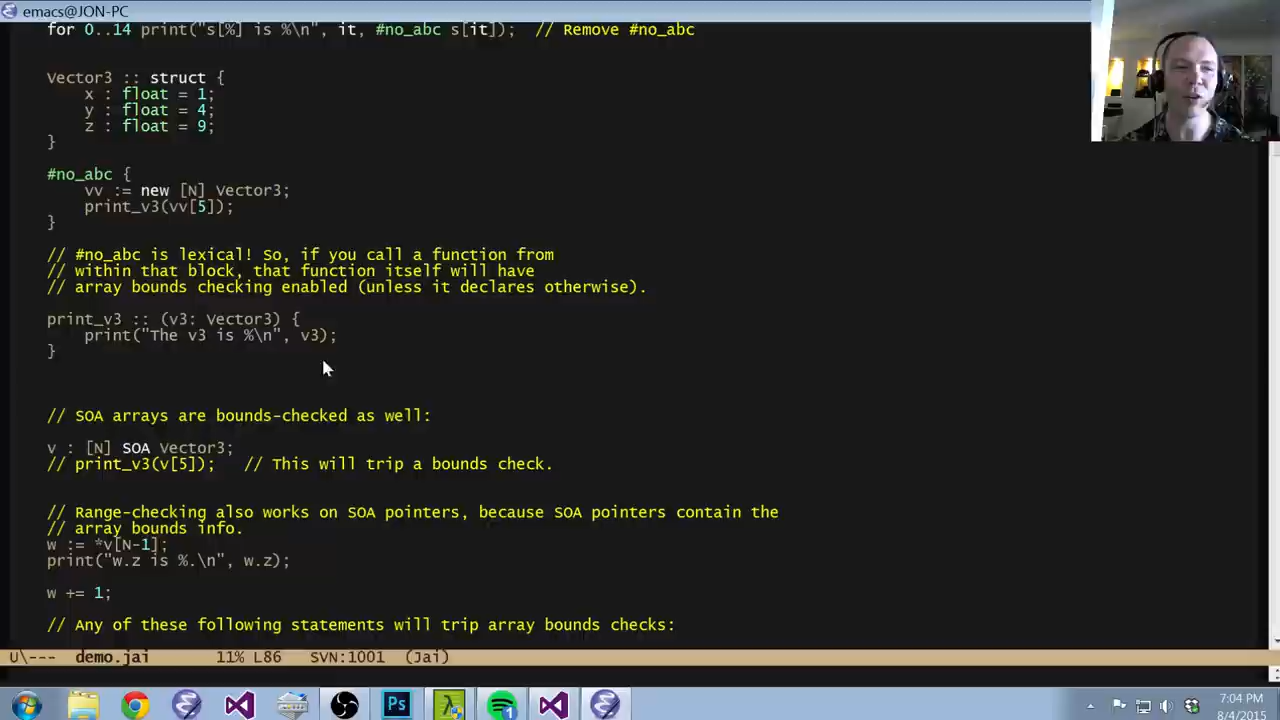 emacs@JON-PC
for 0..14 print("s[%] is %\n", it, #no_abc s[it]);  // Remove #no_abc
Vector3 :: struct {
    x : float = 1;
    y : float = 4;
    z : float = 9;
}
#no_abc {
    vv := new [N] Vector3;
    print_v3(vv[5]);
}
// #no_abc is lexical! So, if you call a function from
// within that block, that function itself will have
// array bounds checking enabled (unless it declares otherwise).
print_v3 :: (v3: Vector3) {
    print("The v3 is %\n", v3);
}
// SOA arrays are bounds-checked as well:
v : [N] SOA Vector3;
// print_v3(v[5]);   // This will trip a bounds check.
// Range-checking also works on SOA pointers, because SOA pointers contain the
// array bounds info.
w := *v[N-1];
print("w.z is %.\n", w.z);
w += 1;
// Any of these following statements will trip array bounds checks:
U\---  demo.jai       11% L86   SVN:1001  (Jai)
Ps
λ
1
7:04 PM
8/4/2015